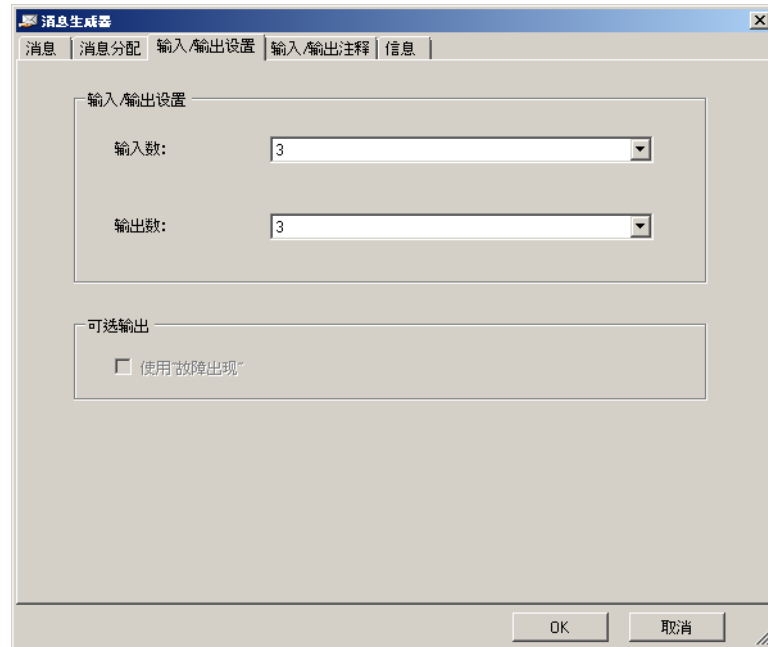 消息生成器
消息 消息分配 输入/输出设置 输入/输出注释 信息
输入/输出设置
输入数: 3
输出数: 3
可选输出
使用"故障出现"
OK 取消